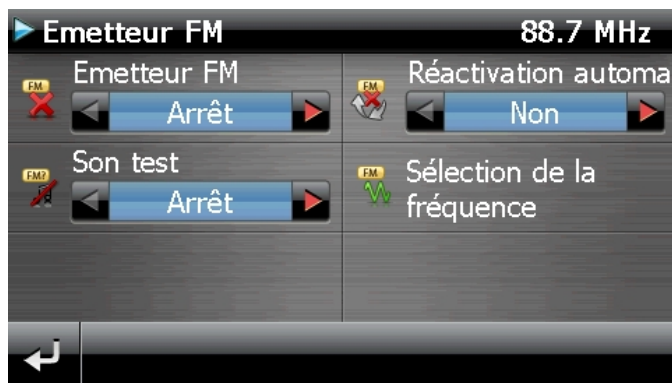 Emetteur FM 88.7 MHz
FM Emetteur FM
Arrêt
FM Réactivation automa
Non
FM? Son test
Arrêt
FM Sélection de la
fréquence